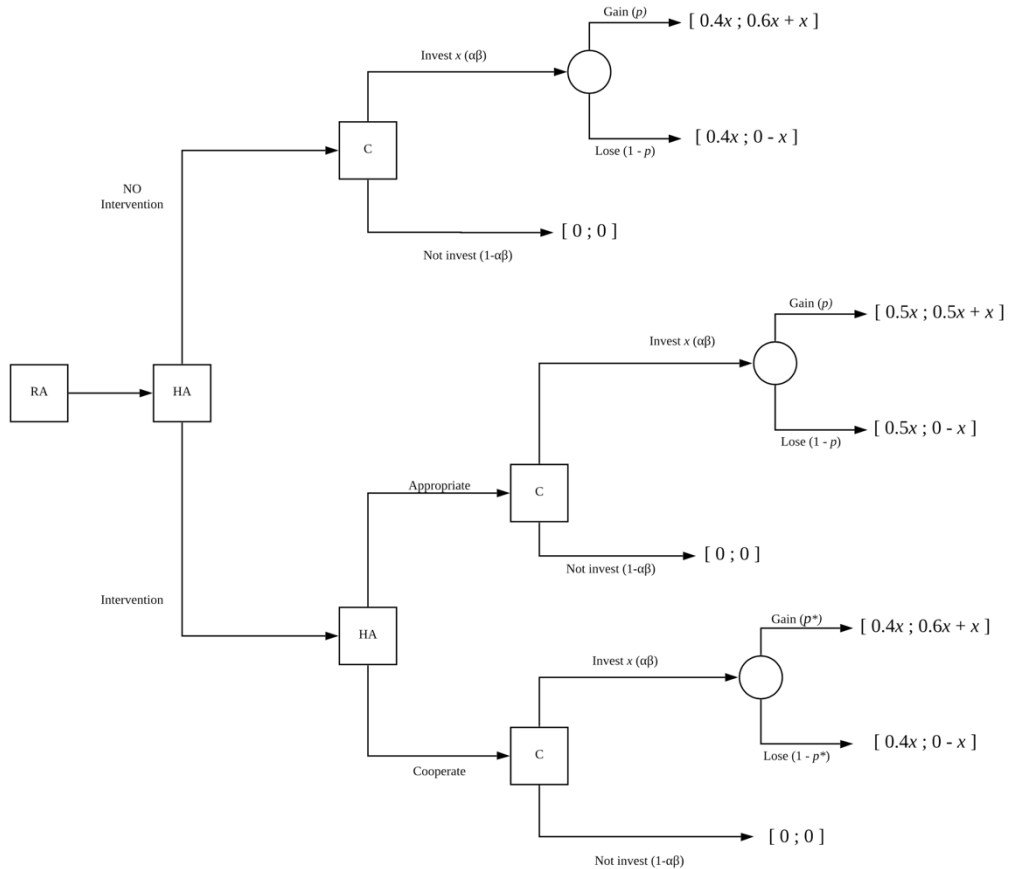 Gain (p)
[ 0.4x ; 0.6x + x ]
Invest x (αβ)
C
Lose (1 - p)
[ 0.4x ; 0 - x ]
NO
Intervention
[ 0 ; 0 ]
Not invest (1-αβ)
Gain (p)
[ 0.5x ; 0.5x + x ]
Invest x (αβ)
RA
HA
Lose (1 - p)
[ 0.5x ; 0 - x ]
Appropriate
C
[ 0 ; 0 ]
Not invest (1-αβ)
Intervention
HA
Gain (p*)
[ 0.4x ; 0.6x + x ]
Invest x (αβ)
Lose (1 - p*)
[ 0.4x ; 0 - x ]
Cooperate
C
[ 0 ; 0 ]
Not invest (1-αβ)